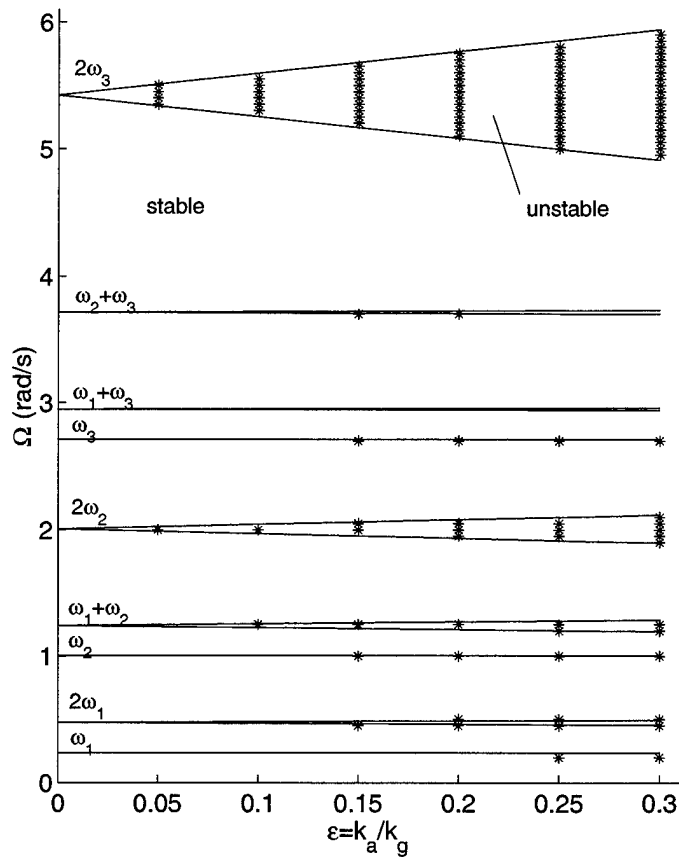 6
2ω₃
5
stable
unstable
4
ω₂+ω₃
3
ω₁+ω₃
ω₃
Ω (rad/s)
2ω₂
2
ω₁+ω₂
ω₂
1
2ω₁
ω₁
0
0 0.05 0.1 0.15 0.2 0.25 0.3
ε=kₐ/k_g